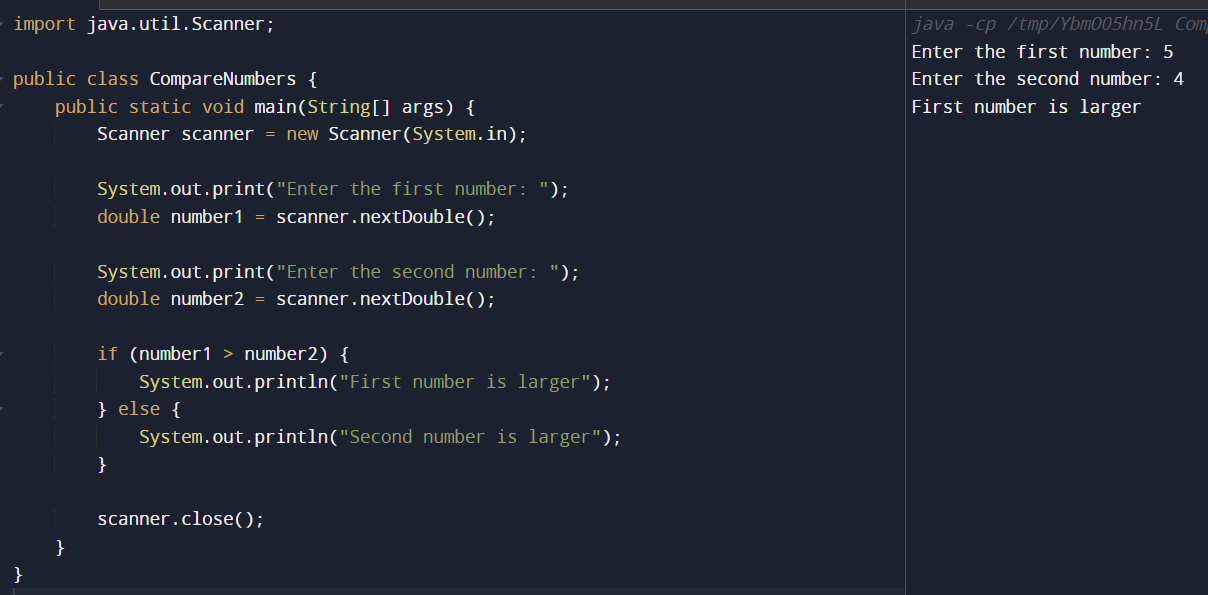 import java.util.Scanner;
public class CompareNumbers {
    public static void main(String[] args) {
        Scanner scanner = new Scanner(System.in);
        System.out.print("Enter the first number: ");
        double number1 = scanner.nextDouble();
        System.out.print("Enter the second number: ");
        double number2 = scanner.nextDouble();
        if (number1 > number2) {
            System.out.println("First number is larger");
        } else {
            System.out.println("Second number is larger");
        }
        scanner.close();
    }
}
java -cp /tmp/YbmOO5hn5L
Enter the first number: 5
Enter the second number: 4
First number is larger